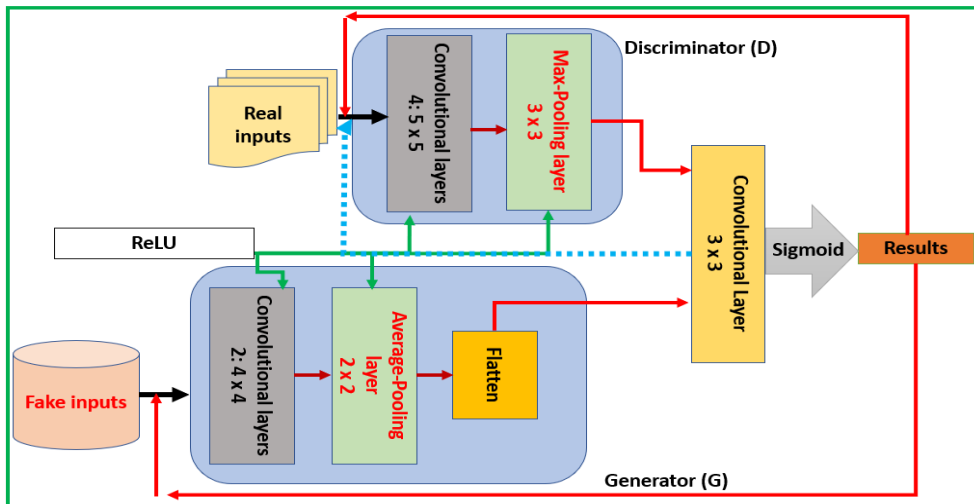 Discriminator (D)
Real
inputs
Convolutional layers
4: 5 x 5
Max-Pooling layer
3 x 3
ReLU
Convolutional Layer
3 x 3
Sigmoid
Results
Fake inputs
Convolutional layers
2: 4 x 4
Average-Pooling
layer
2 x 2
Flatten
Generator (G)